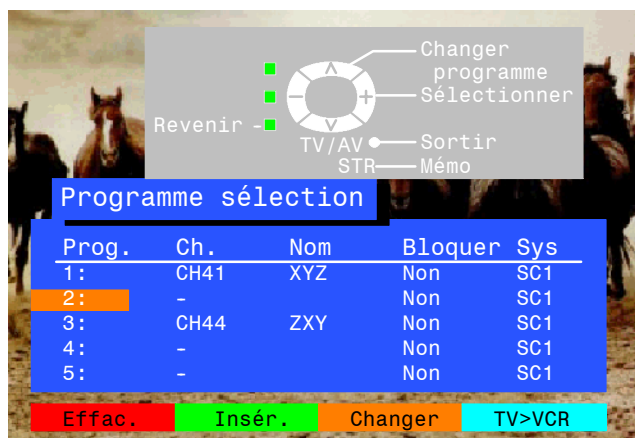 Changer
programme
Sélectionner
Revenir -
TV/AV Sortir
STR Mémo
Programme sélection
Prog. Ch. Nom Bloquer Sys
1: CH41 XYZ Non SC1
2: - Non SC1
3: CH44 ZXY Non SC1
4: - Non SC1
5: - Non SC1
Effac. Insér. Changer TV>VCR